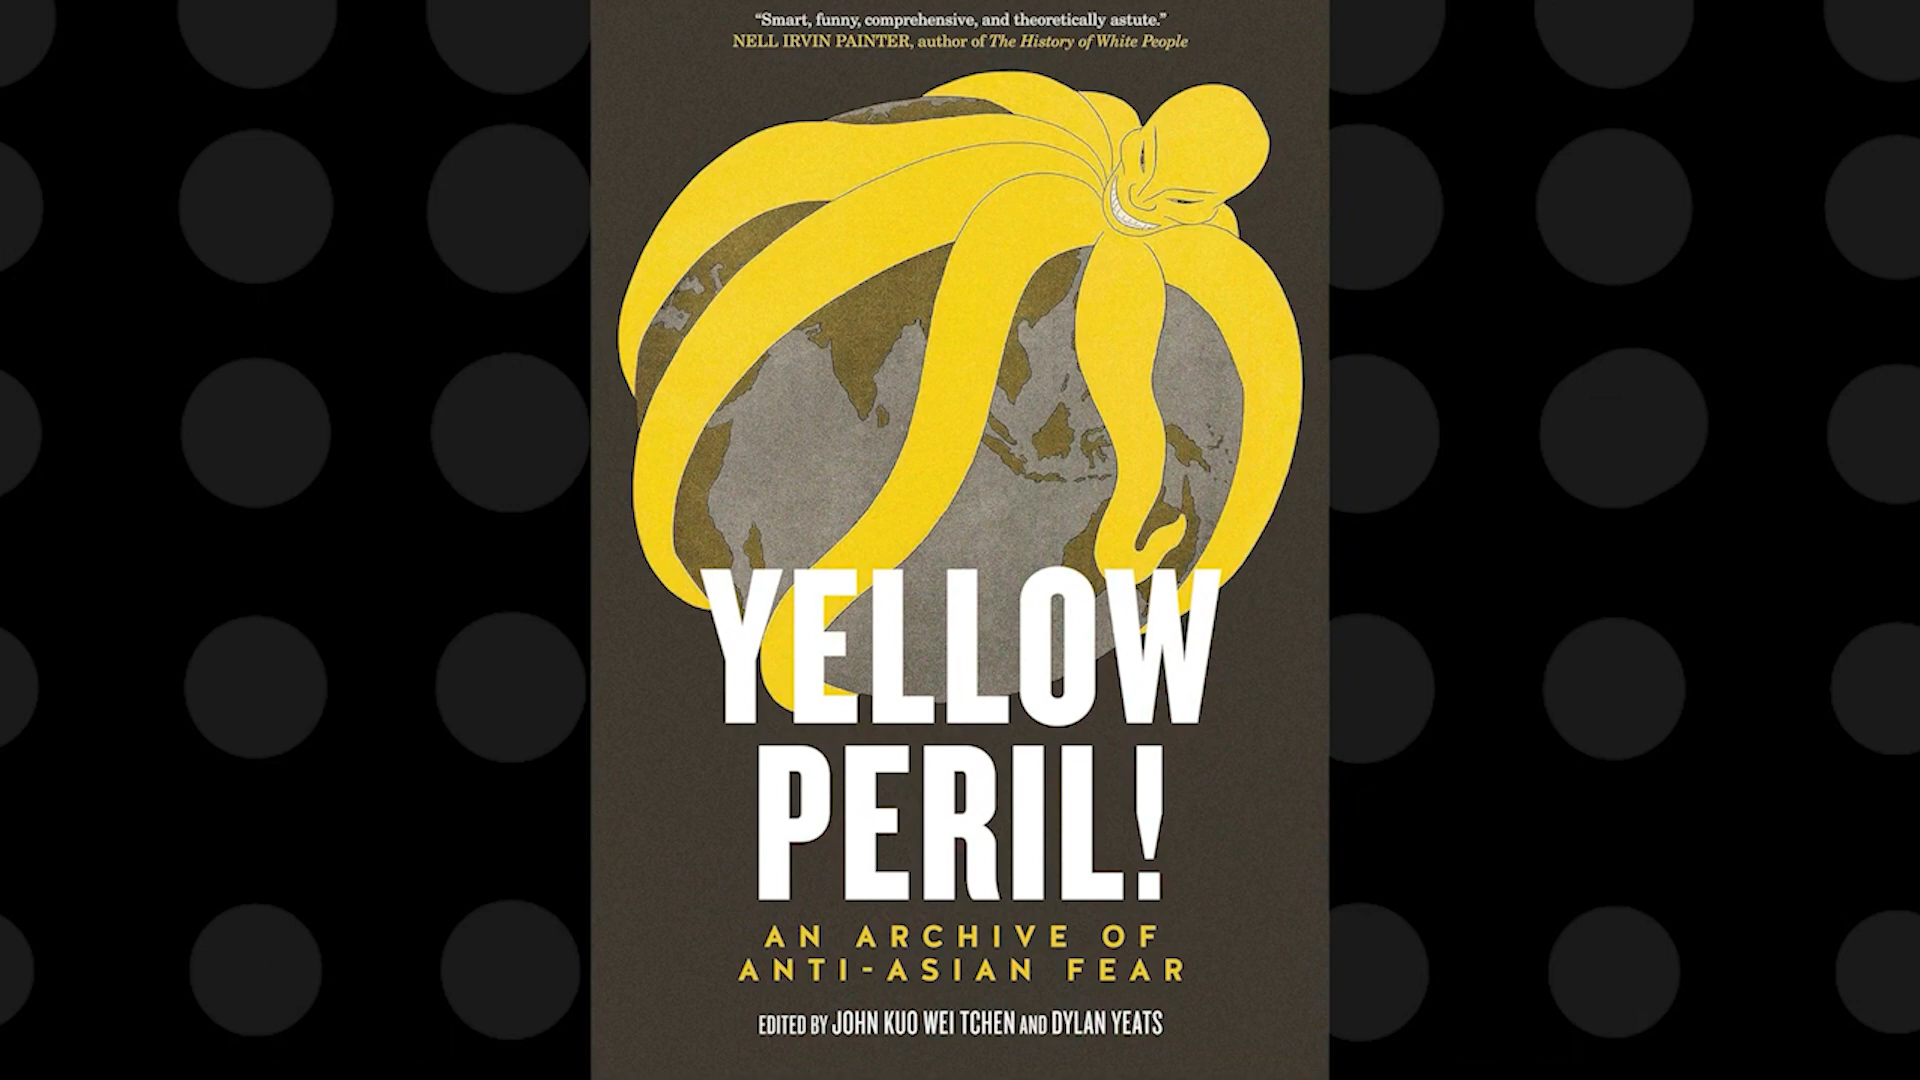 “Smart, funny, comprehensive, and theoretically astute.”
NELL IRVIN PAINTER, author of The History of White People
YELLOW
PERIL!
AN ARCHIVE OF
ANTI-ASIAN FEAR
EDITED BY JOHN KUO WEI TCHEN AND DYLAN YEATS